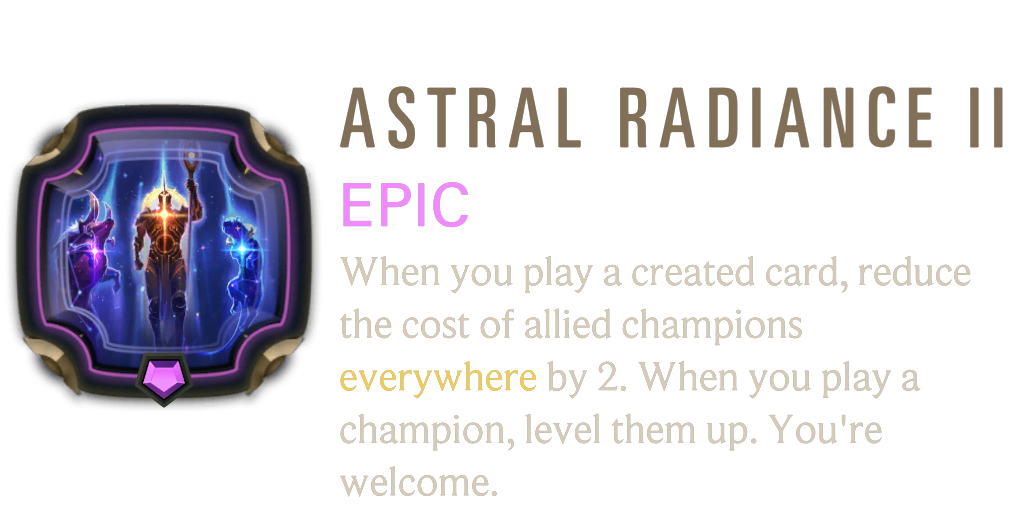 ASTRAL RADIANCE II
EPIC
When you play a created card, reduce
the cost of allied champions
everywhere by 2. When you play a
champion, level them up. You're
welcome.